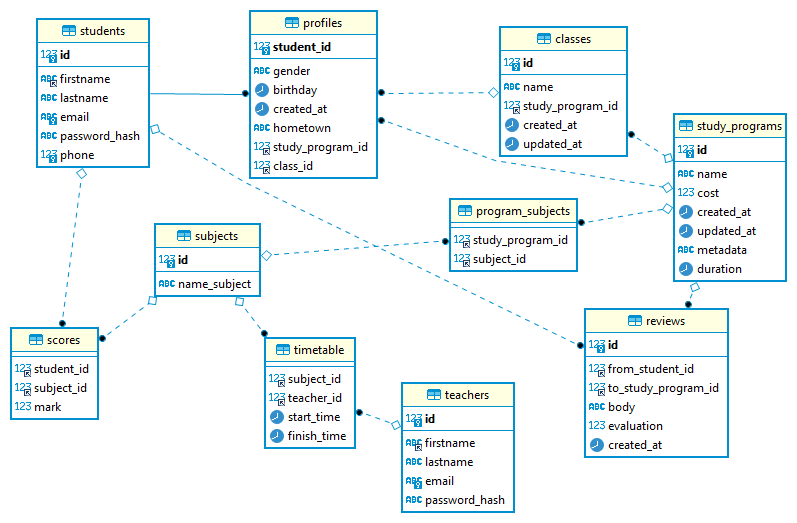 students
123 id
ABC firstname
ABC lastname
ABC email
ABC password_hash
123 phone
profiles
123 student_id
ABC gender
birthday
created_at
ABC hometown
123 study_program_id
123 class_id
classes
123 id
ABC name
123 study_program_id
created_at
updated_at
study_programs
123 id
ABC name
123 cost
created_at
updated_at
ABC metadata
duration
program_subjects
123 study_program_id
123 subject_id
subjects
123 id
ABC name_subject
scores
123 student_id
123 subject_id
123 mark
timetable
123 subject_id
123 teacher_id
start_time
finish_time
teachers
123 id
ABC firstname
ABC lastname
ABC email
ABC password_hash
reviews
123 id
123 from_student_id
123 to_study_program_id
ABC body
123 evaluation
created_at